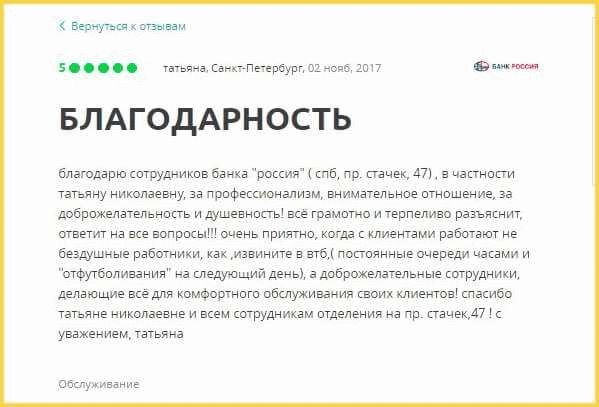 Вернуться к отзывам
5 татьяна, Санкт-Петербург, 02 нояб, 2017 БАНК РОССИЯ
БЛАГОДАРНОСТЬ
благодарю сотрудников банка "россия" ( спб, пр. стачек, 47) , в частности
татьяну николаевну, за профессионализм, внимательное отношение, за
доброжелательность и душевность! всё грамотно и терпеливо разъяснит,
ответит на все вопросы!!! очень приятно, когда с клиентами работают не
бездушные работники, как ,извините в втб,( постоянные очереди часами и
"отфутболивания" на следующий день), а доброжелательные сотрудники,
делающие всё для комфортного обслуживания своих клиентов! спасибо
татьяне николаевне и всем сотрудникам отделения на пр. стачек,47 ! с
уважением, татьяна
Обслуживание